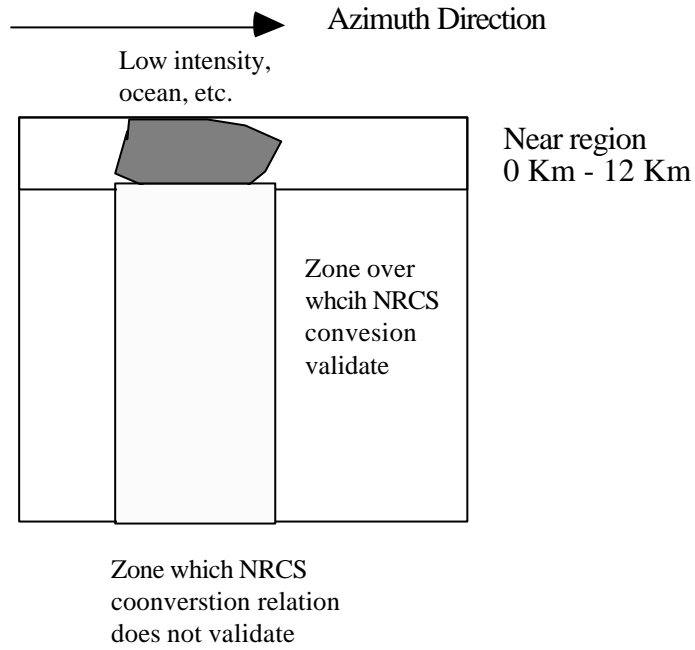 Azimuth Direction
Low intensity,
ocean, etc.
Near region
0 Km - 12 Km
Zone over
whcih NRCS
convesion
validate
Zone which NRCS
coonverstion relation
does not validate